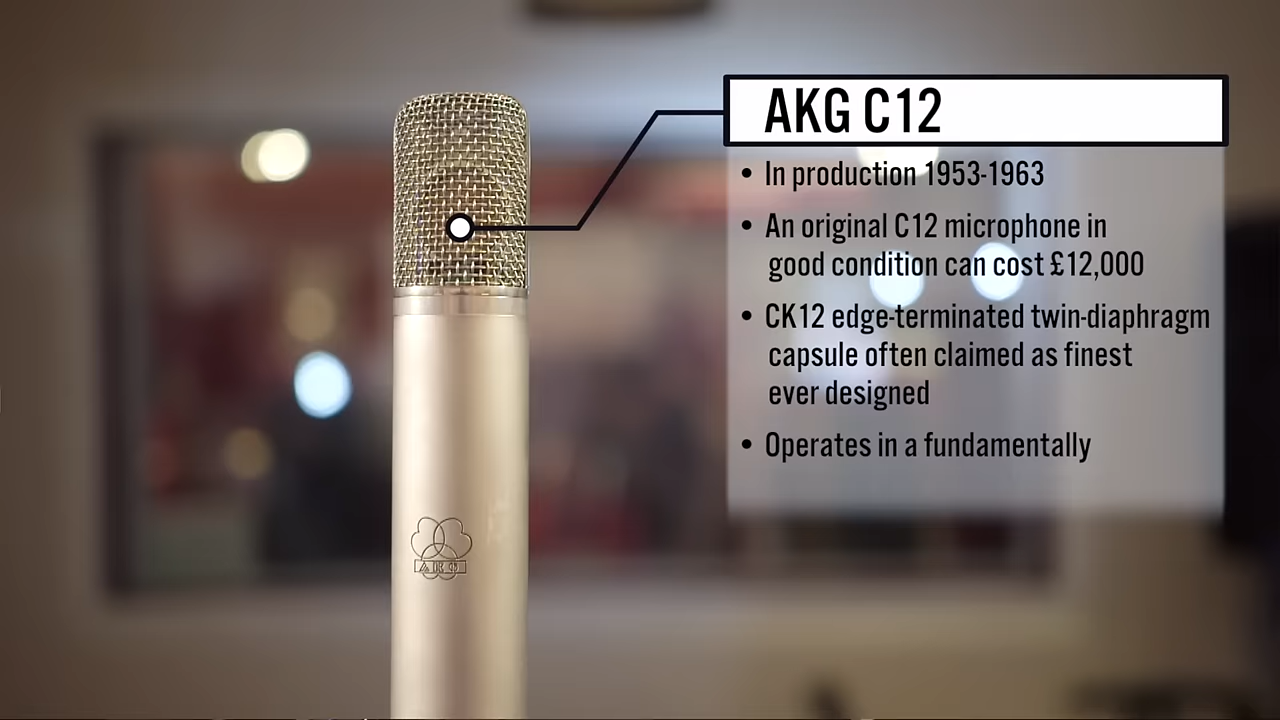 AKG C12
• In production 1953-1963
• An original C12 microphone in
good condition can cost £12,000
• CK12 edge-terminated twin-diaphragm
capsule often claimed as finest
ever designed
• Operates in a fundamentally
AKG